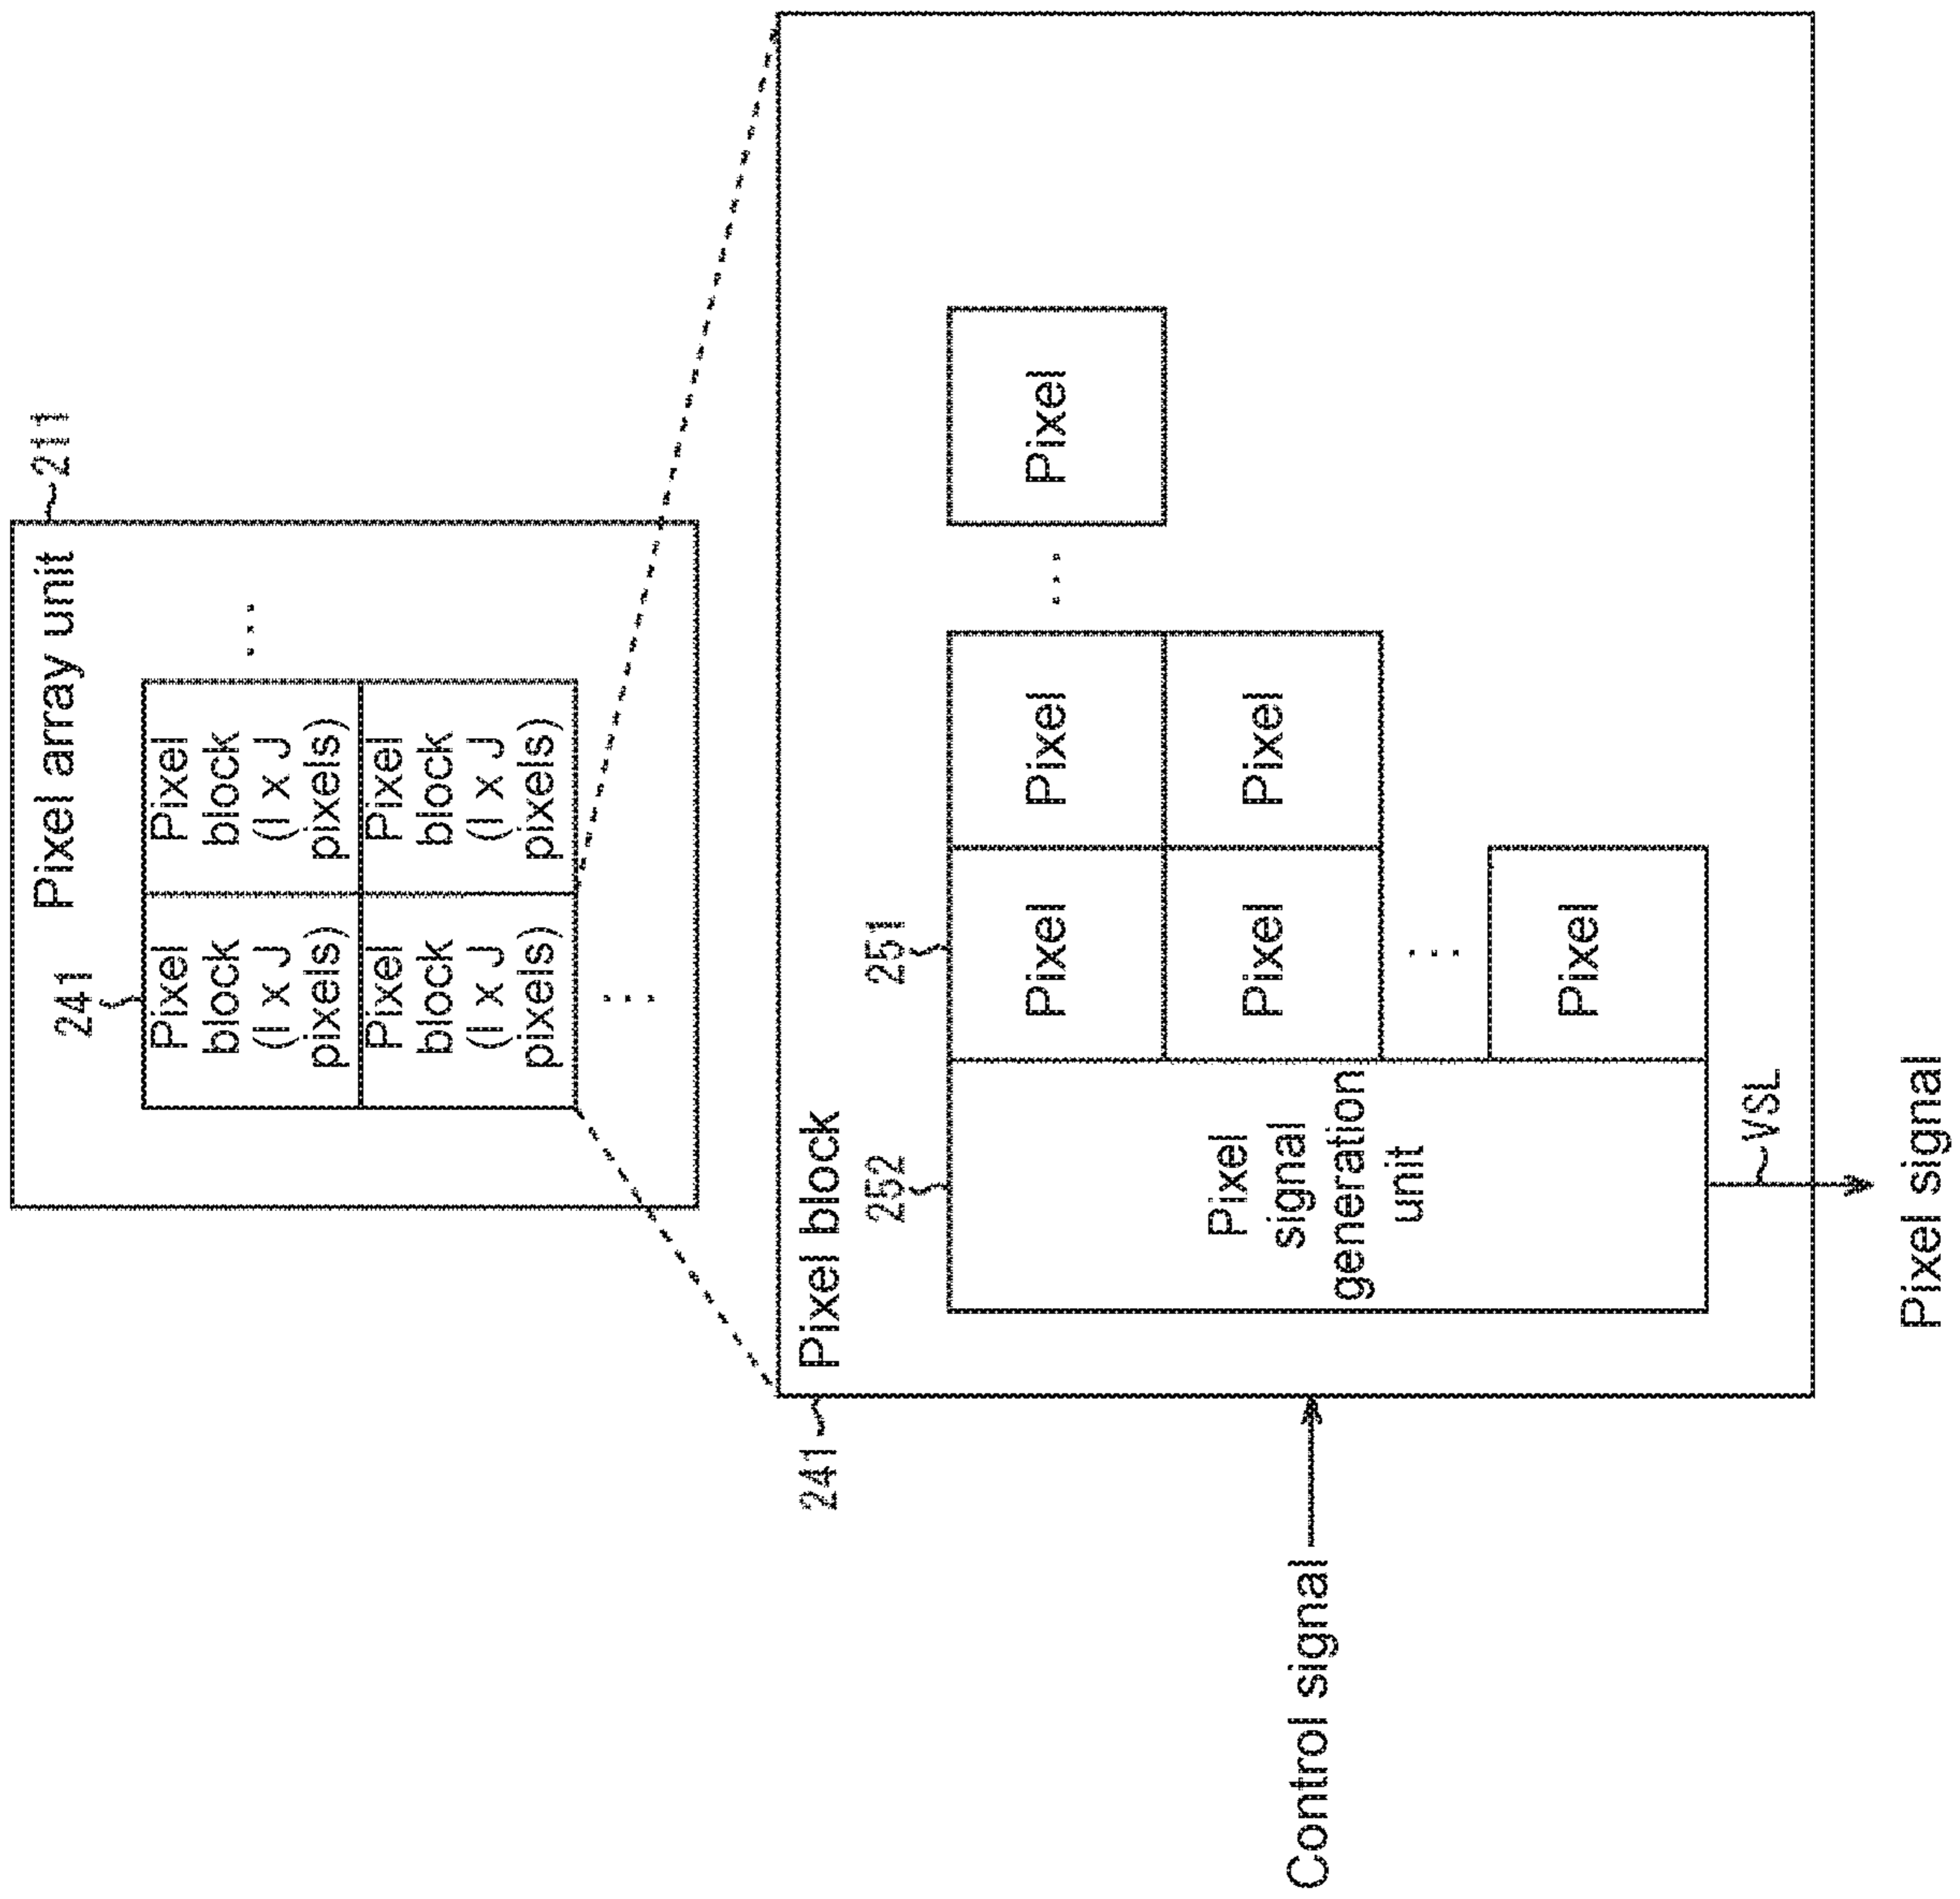 Pixel array unit
211
241
Pixel
block
(I x J
pixels)
Pixel
block
(I x J
pixels)
...
Pixel
block
(I x J
pixels)
Pixel
block
(I x J
pixels)
...
241
Pixel block
252
251
Pixel
signal
generation
unit
Pixel
Pixel
...
Pixel
Pixel
Pixel
...
Pixel
Control signal
VSL
Pixel signal